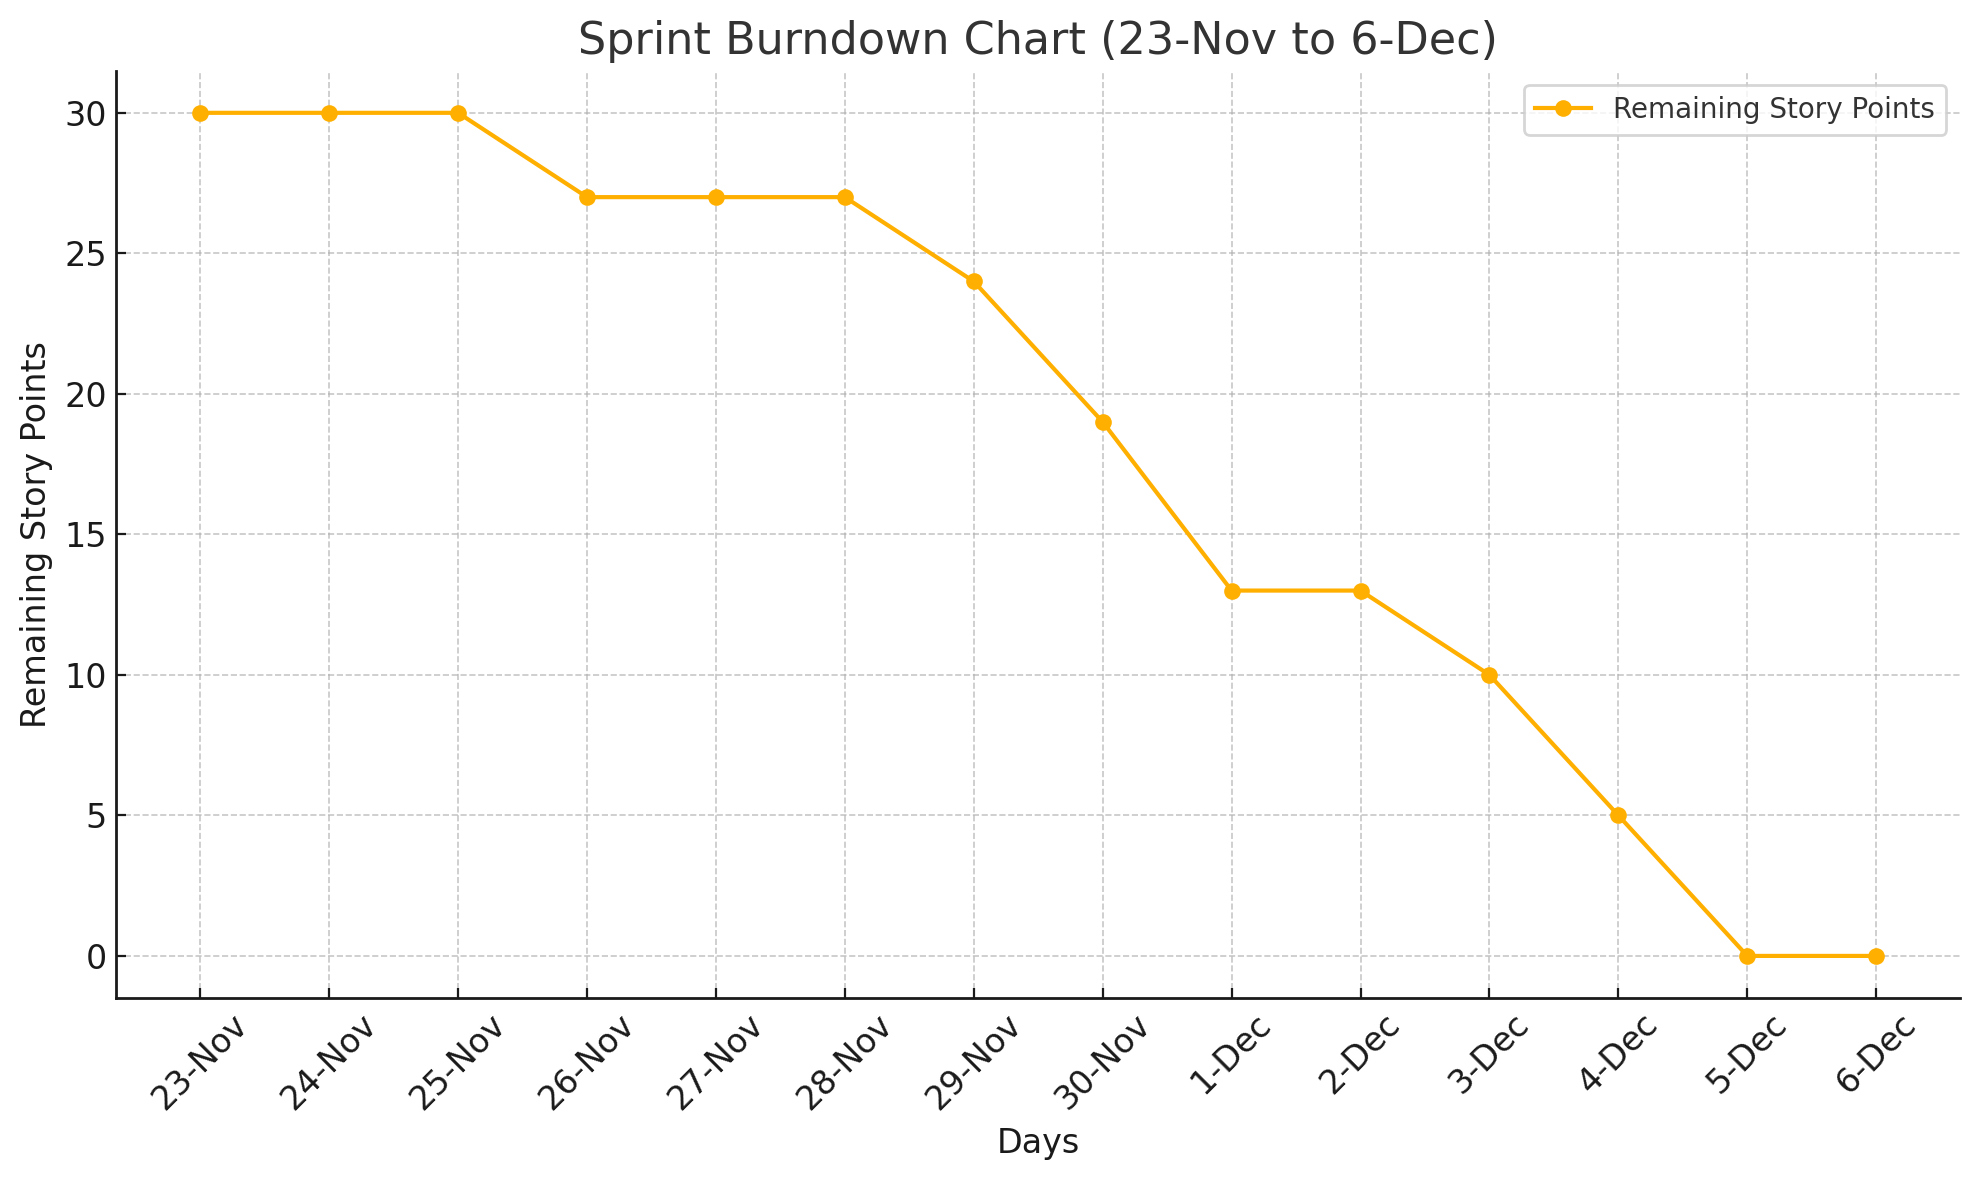 Sprint Burndown Chart (23-Nov to 6-Dec)
Remaining Story Points
Remaining Story Points
30
25
20
15
10
5
0
23-Nov
24-Nov
25-Nov
26-Nov
27-Nov
28-Nov
29-Nov
30-Nov
1-Dec
2-Dec
3-Dec
4-Dec
5-Dec
6-Dec
Days